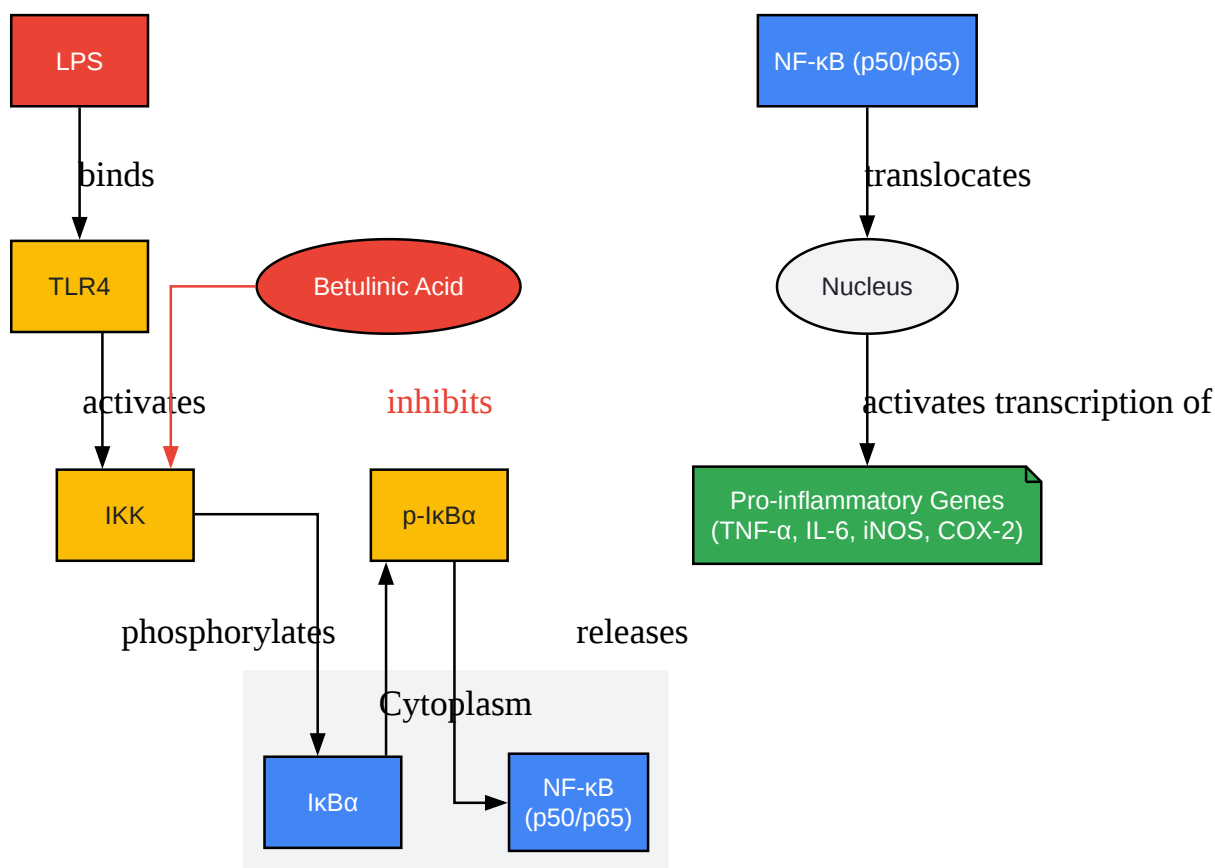 LPS
NF-κB (p50/p65)
binds
translocates
TLR4
Betulinic Acid
Nucleus
activates
inhibits
activates transcription of
IKK
p-IκBα
Pro-inflammatory Genes
(TNF-α, IL-6, iNOS, COX-2)
phosphorylates
releases
Cytoplasm
IκBα
NF-κB
(p50/p65)